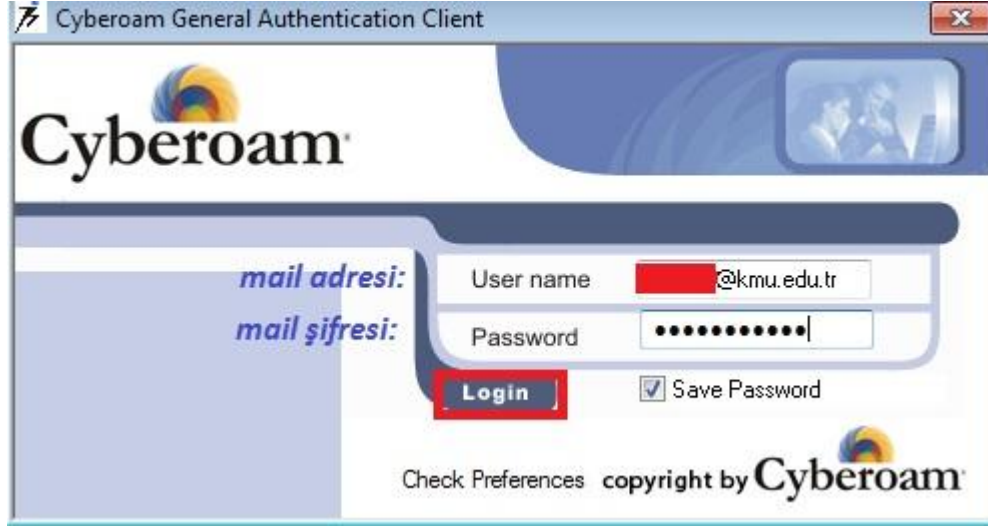 Cyberoam General Authentication Client
Cyberoam
mail adresi: User name @kmu.edu.tr
mail şifresi: Password •••••••••••
Login Save Password
Check Preferences copyright by Cyberoam